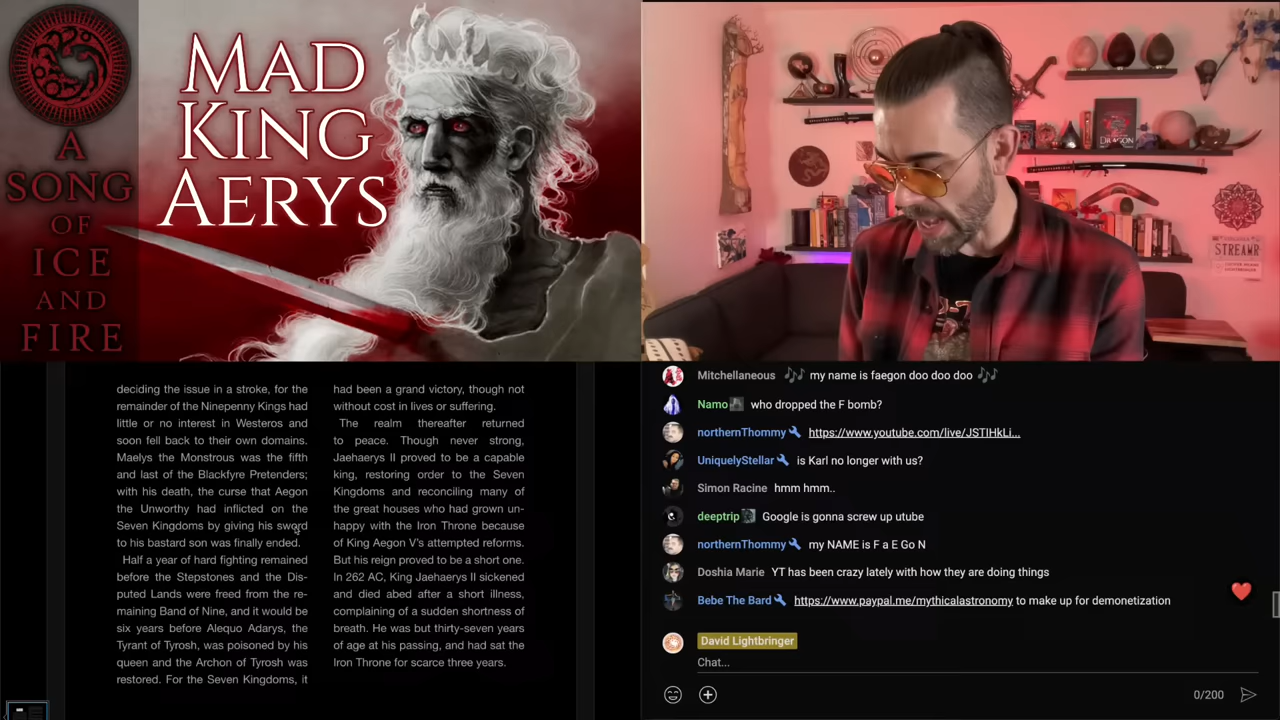 A
SONG
OF
ICE
AND
FIRE
MAD
KING
AERYS
DRAGON
STREAMR
deciding the issue in a stroke, for the
remainder of the Ninepenny Kings had
little or no interest in Westeros and
soon fell back to their own domains.
Maelys the Monstrous was the fifth
and last of the Blackfyre Pretenders;
with his death, the curse that Aegon
the Unworthy had inflicted on the
Seven Kingdoms by giving his sword
to his bastard son was finally ended.
Half a year of hard fighting remained
before the Stepstones and the Dis-
puted Lands were freed from the re-
maining Band of Nine, and it would be
six years before Alequo Adarys, the
Tyrant of Tyrosh, was poisoned by his
queen and the Archon of Tyrosh was
restored. For the Seven Kingdoms, it
had been a grand victory, though not
without cost in lives or suffering.
The realm thereafter returned
to peace. Though never strong,
Jaehaerys II proved to be a capable
king, restoring order to the Seven
Kingdoms and reconciling many of
the great houses who had grown un-
happy with the Iron Throne because
of King Aegon V's attempted reforms.
But his reign proved to be a short one.
In 262 AC, King Jaehaerys II sickened
and died abed after a short illness,
complaining of a sudden shortness of
breath. He was but thirty-seven years
of age at his passing, and had sat the
Iron Throne for scarce three years.
Mitchellaneous 🎶 my name is faegon doo doo doo 🎶
Namo who dropped the F bomb?
northernThommy https://www.youtube.com/live/JSTIHkLi...
UniquelyStellar is Karl no longer with us?
Simon Racine hmm hmm..
deeptrip Google is gonna screw up utube
northernThommy my NAME is F a E Go N
Doshia Marie YT has been crazy lately with how they are doing things
Bebe The Bard https://www.paypal.me/mythicalastronomy to make up for demonetization
David Lightbringer
Chat...
0/200